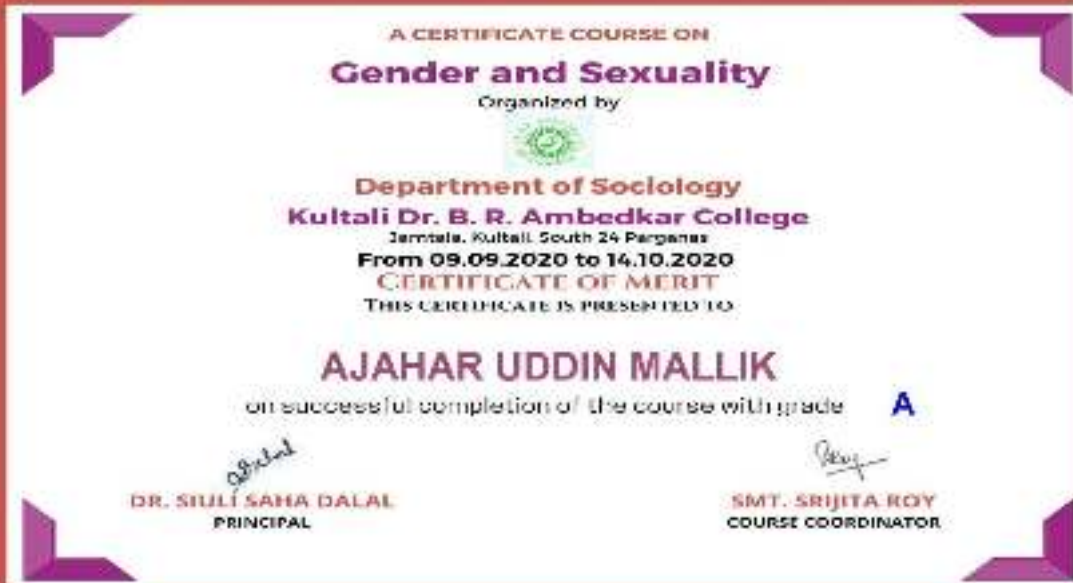 A CERTIFICATE COURSE ON
Gender and Sexuality
Organized by
Department of Sociology
Kultali Dr. B. R. Ambedkar College
Jamtala, Kultali, South 24 Parganas
From 09.09.2020 to 14.10.2020
CERTIFICATE OF MERIT
THIS CERTIFICATE IS PRESENTED TO
AJAHAR UDDIN MALLIK
on successful completion of the course with grade A
DR. SIULI SAHA DALAL
SMT. SRIJITA ROY
PRINCIPAL
COURSE COORDINATOR